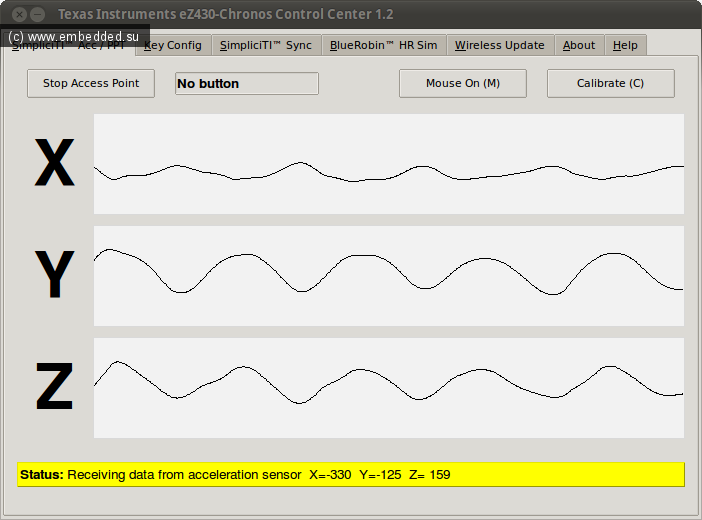 Texas Instruments eZ430-Chronos Control Center 1.2
(c) www.embedded.su
SimpliciTI™ Acc / PPT Key Config SimpliciTI™ Sync BlueRobin™ HR Sim Wireless Update About Help
Stop Access Point No button Mouse On (M) Calibrate (C)
X
Y
Z
Status: Receiving data from acceleration sensor X=-330 Y=-125 Z= 159